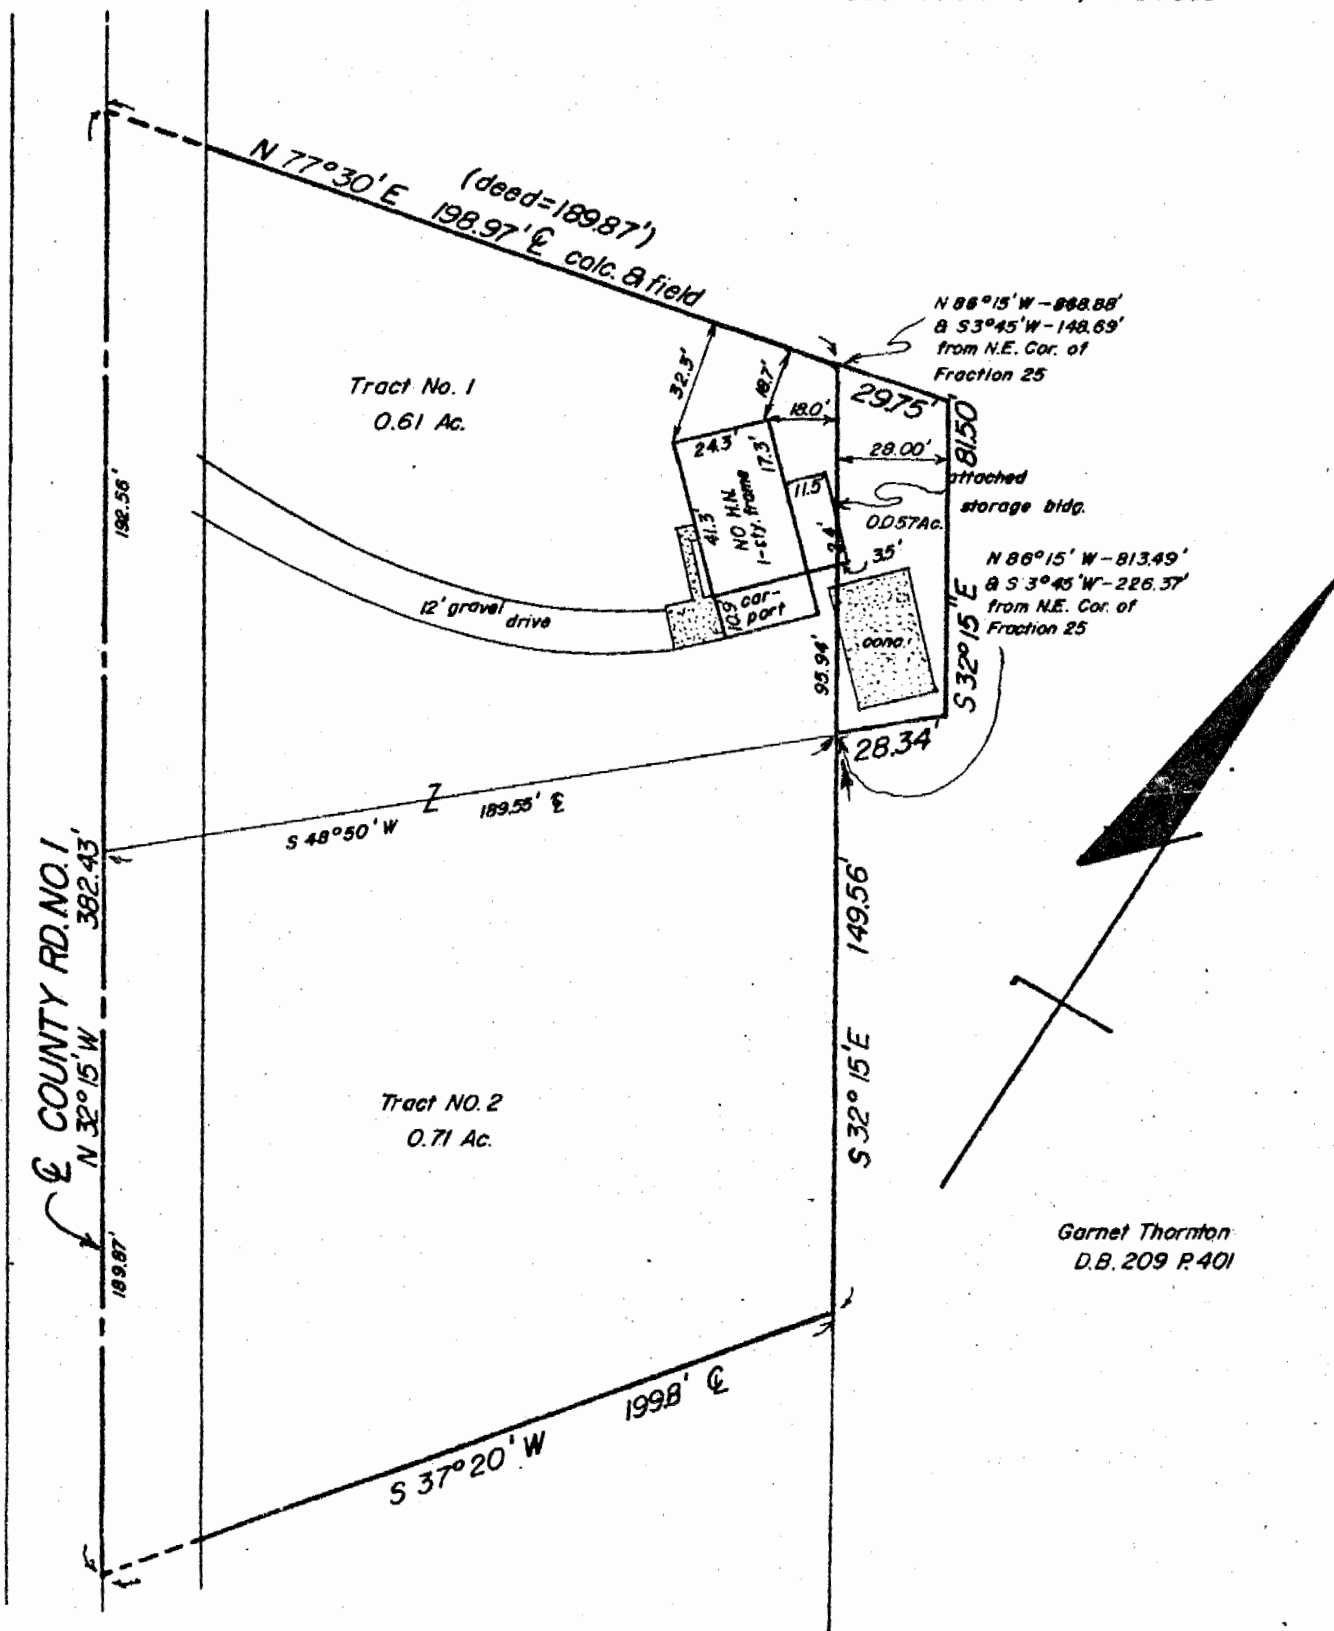 N 77°30' E
(deed=189.87')
198.97' ℄ calc. & field
N 86°15' W-868.88'
& S3°45'W-148.69'
from N.E. Cor. of
Fraction 25
Tract No. 1
0.61 Ac.
32.3'
18.7'
18.0'
29.75'
81.50'
28.00'
24.3'
17.3'
attached
storage bldg.
11.5'
192.56'
41.3'
NO H.N.
1-sty. frame
0.057Ac.
35'
N 86°15' W-813.49'
& S 3°45'W-226.37'
from N.E. Cor. of
Fraction 25
12' gravel
drive
10.9
car-
port
conc.
95.94'
S 32°15' E
28.34'
S 48°50' W
Z
189.55' ℄
℄ COUNTY RD. NO. 1
N 32°15' W 382.43'
149.56'
S 32°15'E
Tract NO. 2
0.71 Ac.
189.87'
Garnet Thornton
D.B. 209 P. 401
S 37°20' W
199.8' ℄